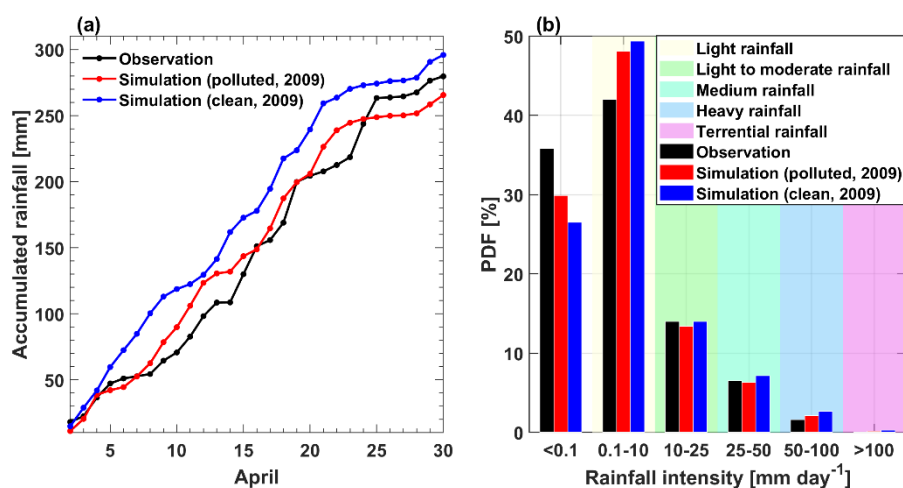 (a)
Accumulated rainfall [mm]
300
250
200
150
100
50
Observation
Simulation (polluted, 2009)
Simulation (clean, 2009)
5
10
15
20
25
30
April
(b)
PDF [%]
50
40
30
20
10
0
Light rainfall
Light to moderate rainfall
Medium rainfall
Heavy rainfall
Terrential rainfall
Observation
Simulation (polluted, 2009)
Simulation (clean, 2009)
<0.1
0.1-10
10-25
25-50
50-100
>100
Rainfall intensity [mm day⁻¹]